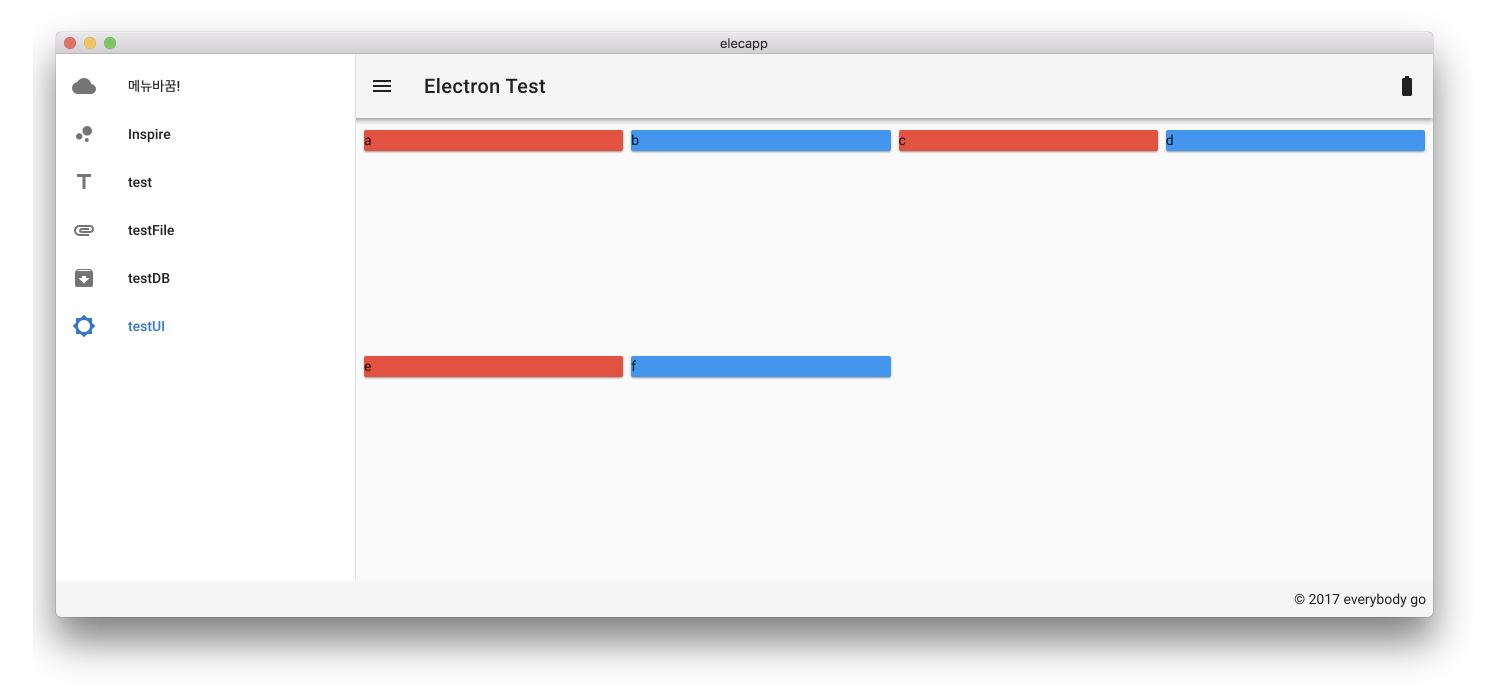 elecapp
메뉴바꿈!
Inspire
test
testFile
testDB
testUI
Electron Test
a b c d
e f
© 2017 everybody go